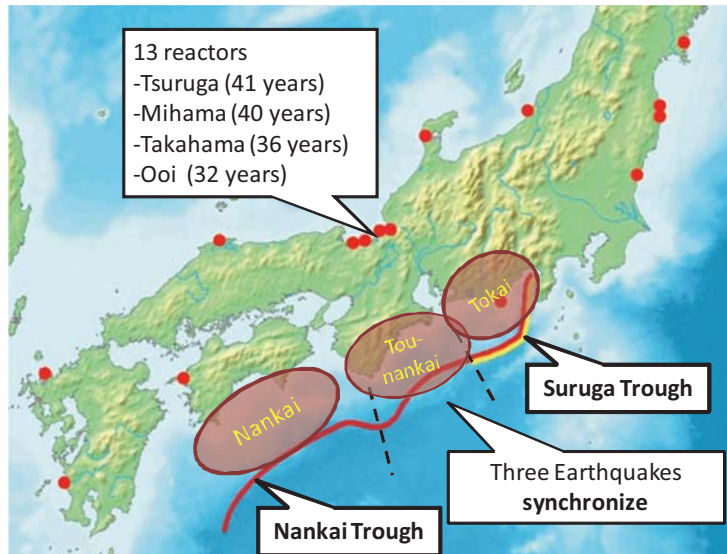 13 reactors
-Tsuruga (41 years)
-Mihama (40 years)
-Takahama (36 years)
-Ooi  (32 years)
Tokai
Tou-
nankai
Nankai
Suruga Trough
Three Earthquakes
synchronize
Nankai Trough